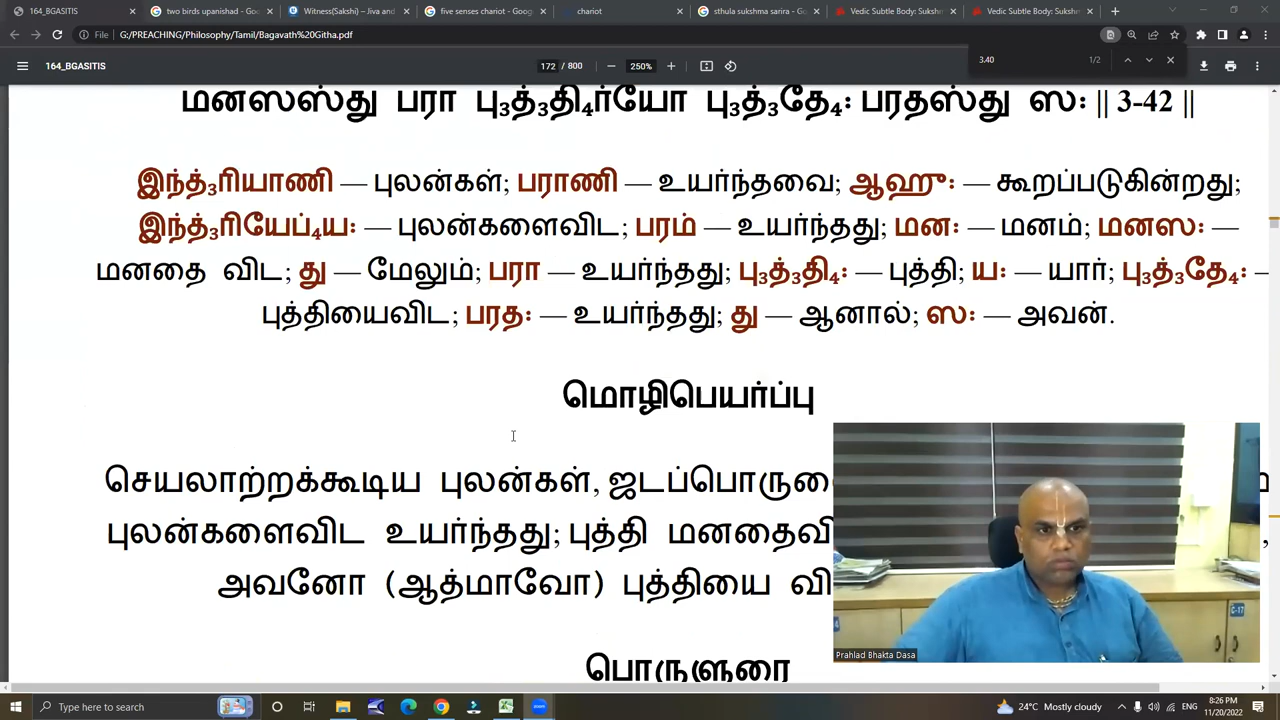 164_BGASITIS
two birds upanishad - Go
Witness(Sakshi) – Jiva and
five senses chariot - Goog
chariot
sthula sukshma sarira - G
Vedic Subtle Body: Sukshm
Vedic Subtle Body: Sukshm
File G:/PREACHING/Philosophy/Tamil/Bagavath%20Githa.pdf
164_BGASITIS 172 / 800 250% 3.40 1/2
மனஸஸ்து பரா பு₃த்₃தி₄ர்யோ பு₃த்₃தே₄: பரதஸ்து ஸ: || 3-42 ||
இந்த்₃ரியாணி — புலன்கள்; பராணி — உயர்ந்தவை; ஆஹு: — கூறப்படுகின்றது;
இந்த்₃ரியேப்₄ய: — புலன்களைவிட; பரம் — உயர்ந்தது; மன: — மனம்; மனஸ: —
மனதை விட; து — மேலும்; பரா — உயர்ந்தது; பு₃த்₃தி₄: — புத்தி; ய: — யார்; பு₃த்₃தே₄: —
புத்தியைவிட; பரத: — உயர்ந்தது; து — ஆனால்; ஸ: — அவன்.
மொழிபெயர்ப்பு
செயலாற்றக்கூடிய புலன்கள், ஜடப்பொருளை
புலன்களைவிட உயர்ந்தது; புத்தி மனதைவி
அவனோ (ஆத்மாவோ) புத்தியை வி
பொருளுரை
C-17
Prahlad Bhakta Dasa
Type here to search
24°C Mostly cloudy ENG 8:26 PM
11/20/2022